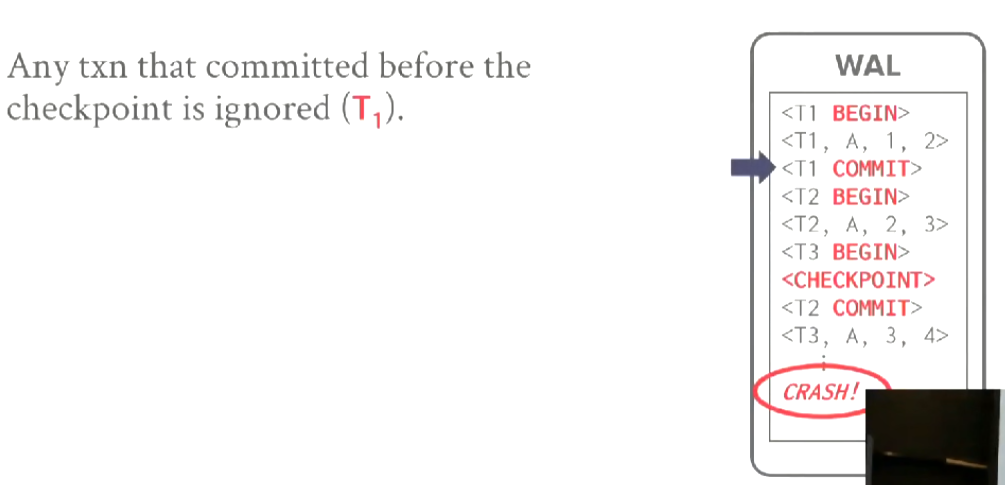 Any txn that committed before the
checkpoint is ignored (T₁).
WAL
<T1 BEGIN>
<T1, A, 1, 2>
<T1 COMMIT>
<T2 BEGIN>
<T2, A, 2, 3>
<T3 BEGIN>
<CHECKPOINT>
<T2 COMMIT>
<T3, A, 3, 4>
⋮
CRASH!